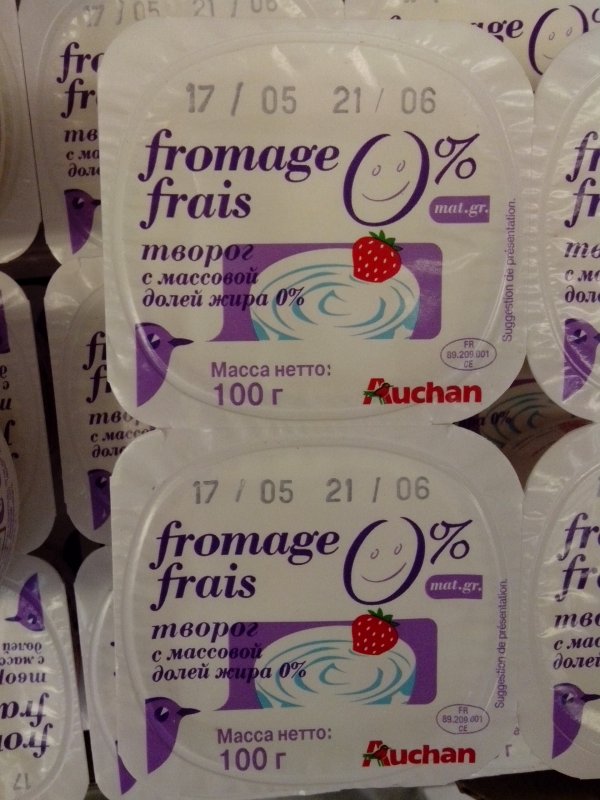 17 / 05 21 / 06
fromage 0%
frais
mat.gr.
творог
с массовой
долей жира 0%
Suggestion de présentation.
FR
89.209.001
CE
Масса нетто:
100 г
Auchan
17 / 05 21 / 06
fromage 0%
frais
mat.gr.
творог
с массовой
долей жира 0%
Suggestion de présentation.
FR
89.209.001
CE
Масса нетто:
100 г
Auchan